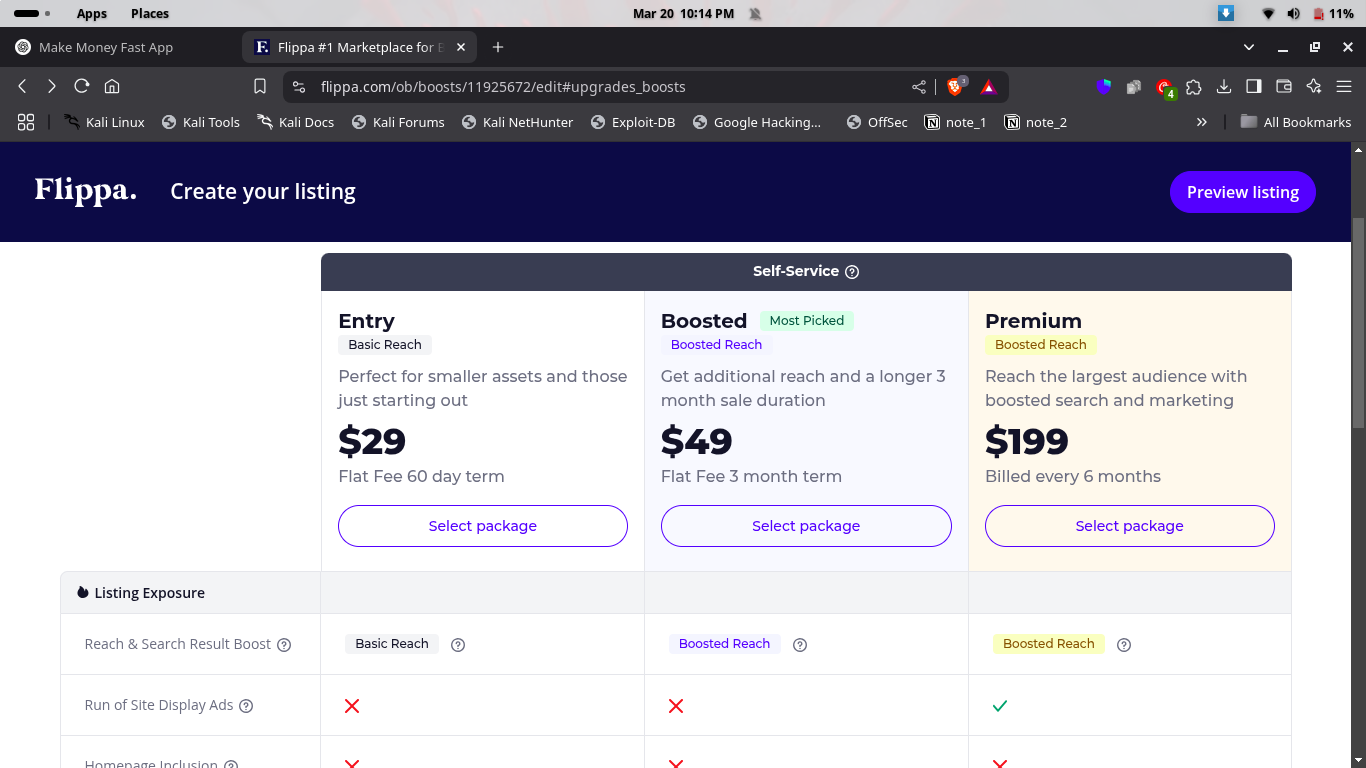 Apps Places Mar 20 10:14 PM 11%
Make Money Fast App Flippa #1 Marketplace for
flippa.com/ob/boosts/11925672/edit#upgrades_boosts 3 4
Kali Linux Kali Tools Kali Docs Kali Forums Kali NetHunter Exploit-DB Google Hacking... OffSec note_1 note_2 » All Bookmarks
Flippa. Create your listing Preview listing
Self-Service
Entry
Basic Reach
Perfect for smaller assets and those
just starting out
$29
Flat Fee 60 day term
Select package
Boosted Most Picked
Boosted Reach
Get additional reach and a longer 3
month sale duration
$49
Flat Fee 3 month term
Select package
Premium
Boosted Reach
Reach the largest audience with
boosted search and marketing
$199
Billed every 6 months
Select package
Listing Exposure
Reach & Search Result Boost Basic Reach Boosted Reach Boosted Reach
Run of Site Display Ads
Homepage Inclusion